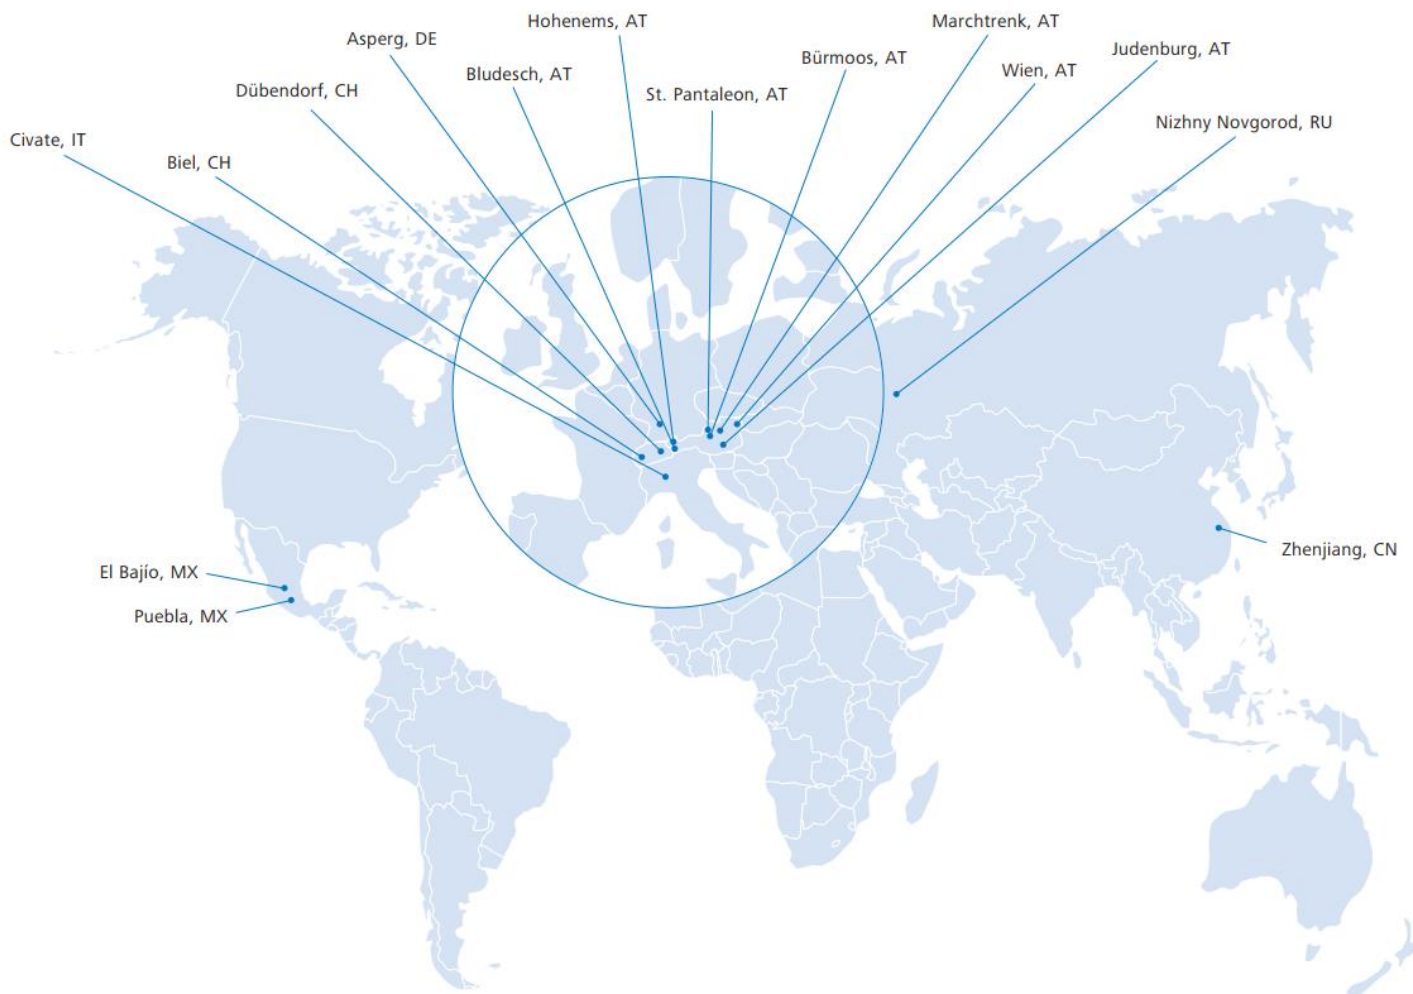 Hohenems, AT
Marchtrenk, AT
Asperg, DE
Judenburg, AT
Bürmoos, AT
Bludesch, AT
Wien, AT
Dübendorf, CH
St. Pantaleon, AT
Nizhny Novgorod, RU
Civate, IT
Biel, CH
Zhenjiang, CN
El Bajío, MX
Puebla, MX